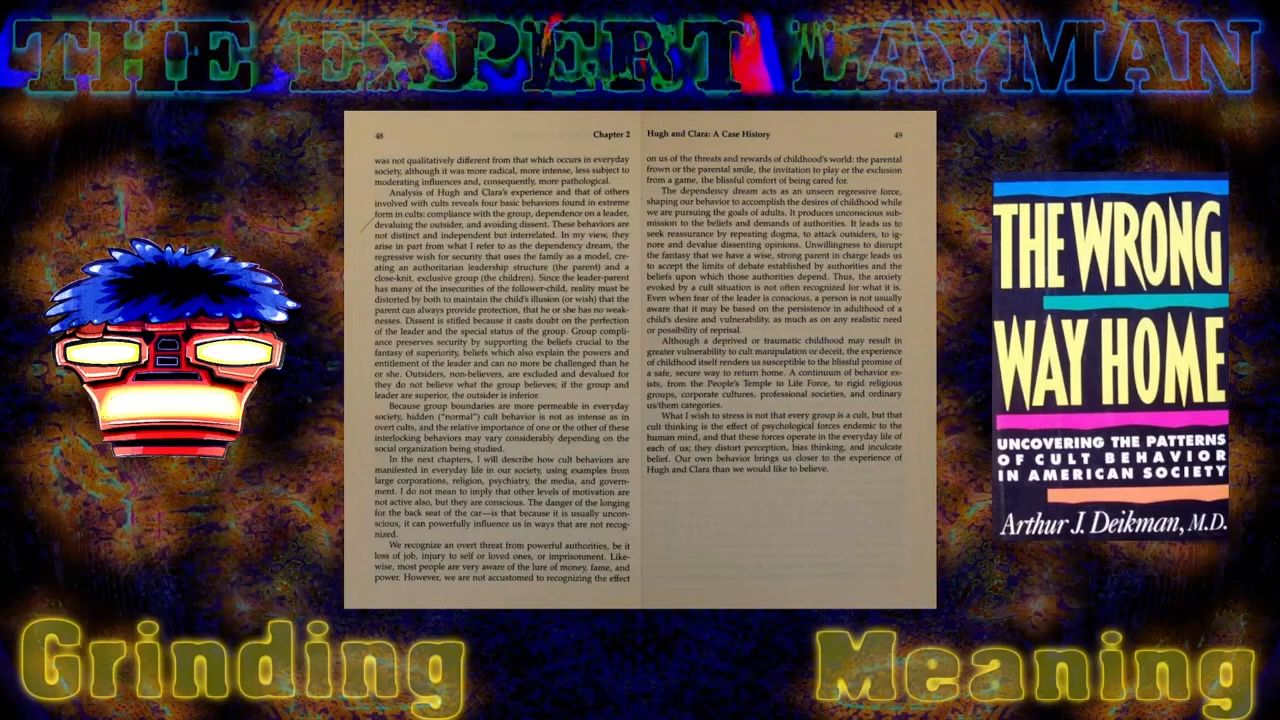 THE EXPERT LAYMAN
48 Chapter 2
was not qualitatively different from that which occurs in everyday
society, although it was more radical, more intense, less subject to
moderating influences and, consequently, more pathological.
Analysis of Hugh and Clara's experience and that of others
involved with cults reveals four basic behaviors found in extreme
form in cults: compliance with the group, dependence on a leader,
devaluing the outsider, and avoiding dissent. These behaviors are
not distinct and independent but interrelated. In my view, they
arise in part from what I refer to as the dependency dream, the
regressive wish for security that uses the family as a model, cre-
ating an authoritarian leadership structure (the parent) and a
close-knit, exclusive group (the children). Since the leader-parent
has many of the insecurities of the follower-child, reality must be
distorted by both to maintain the child's illusion (or wish) that the
parent can always provide protection, that he or she has no weak-
nesses. Dissent is stifled because it casts doubt on the perfection
of the leader and the special status of the group. Group compli-
ance preserves security by supporting the beliefs crucial to the
fantasy of superiority, beliefs which also explain the powers and
entitlement of the leader and can no more be challenged than he
or she. Outsiders, non-believers, are excluded and devalued for
they do not believe what the group believes; if the group and
leader are superior, the outsider is inferior.
Because group boundaries are more permeable in everyday
society, hidden ("normal") cult behavior is not as intense as in
overt cults, and the relative importance of one or the other of these
interlocking behaviors may vary considerably depending on the
social organization being studied.
In the next chapters, I will describe how cult behaviors are
manifested in everyday life in our society, using examples from
large corporations, religion, psychiatry, the media, and govern-
ment. I do not mean to imply that other levels of motivation are
not active also, but they are conscious. The danger of the longing
for the back seat of the car—is that because it is usually uncon-
scious, it can powerfully influence us in ways that are not recog-
nized.
We recognize an overt threat from powerful authorities, be it
loss of job, injury to self or loved ones, or imprisonment. Like-
wise, most people are very aware of the lure of money, fame, and
power. However, we are not accustomed to recognizing the effect
Hugh and Clara: A Case History 49
on us of the threats and rewards of childhood's world: the parental
frown or the parental smile, the invitation to play or the exclusion
from a game, the blissful comfort of being cared for.
The dependency dream acts as an unseen regressive force,
shaping our behavior to accomplish the desires of childhood while
we are pursuing the goals of adults. It produces unconscious sub-
mission to the beliefs and demands of authorities. It leads us to
seek reassurance by repeating dogma, to attack outsiders, to ig-
nore and devalue dissenting opinions. Unwillingness to disrupt
the fantasy that we have a wise, strong parent in charge leads us
to accept the limits of debate established by authorities and the
beliefs upon which those authorities depend. Thus, the anxiety
evoked by a cult situation is not often recognized for what it is.
Even when fear of the leader is conscious, a person is not usually
aware that it may be based on the persistence in adulthood of a
child's desire and vulnerability, as much as on any realistic need
or possibility of reprisal.
Although a deprived or traumatic childhood may result in
greater vulnerability to cult manipulation or deceit, the experience
of childhood itself renders us susceptible to the blissful promise of
a safe, secure way to return home. A continuum of behavior ex-
ists, from the People's Temple to Life Force, to rigid religious
groups, corporate cultures, professional societies, and ordinary
us/them categories.
What I wish to stress is not that every group is a cult, but that
cult thinking is the effect of psychological forces endemic to the
human mind, and that these forces operate in the everyday life of
each of us; they distort perception, bias thinking, and inculcate
belief. Our own behavior brings us closer to the experience of
Hugh and Clara than we would like to believe.
THE WRONG
WAY HOME
UNCOVERING THE PATTERNS
OF CULT BEHAVIOR
IN AMERICAN SOCIETY
Arthur J. Deikman, M.D.
Grinding Meaning